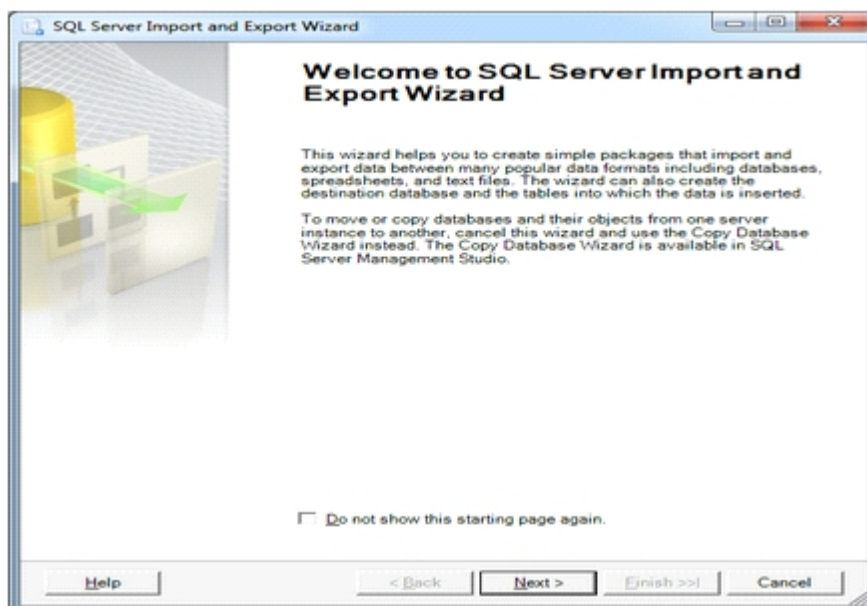 SQL Server Import and Export Wizard
Welcome to SQL Server Import and
Export Wizard
This wizard helps you to create simple packages that import and
export data between many popular data formats including databases,
spreadsheets, and text files. The wizard can also create the
destination database and the tables into which the data is inserted.
To move or copy databases and their objects from one server
instance to another, cancel this wizard and use the Copy Database
Wizard instead. The Copy Database Wizard is available in SQL
Server Management Studio.
Do not show this starting page again.
Help
< Back
Next >
Finish >>|
Cancel